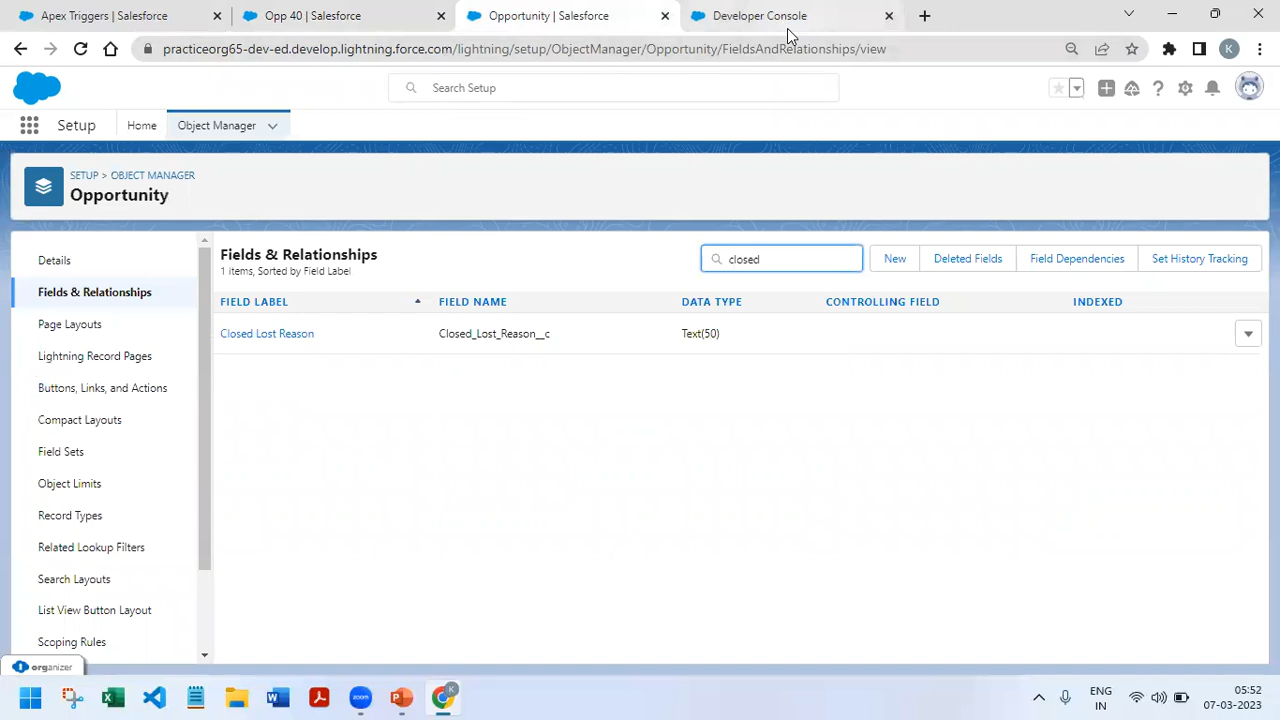 Apex Triggers | Salesforce
Opp 40 | Salesforce
Opportunity | Salesforce
Developer Console
practiceorg65-dev-ed.develop.lightning.force.com/lightning/setup/ObjectManager/Opportunity/FieldsAndRelationships/view
K
Search Setup
Setup
Home
Object Manager
SETUP > OBJECT MANAGER
Opportunity
Details
Fields & Relationships
Page Layouts
Lightning Record Pages
Buttons, Links, and Actions
Compact Layouts
Field Sets
Object Limits
Record Types
Related Lookup Filters
Search Layouts
List View Button Layout
Scoping Rules
Fields & Relationships
1 items, Sorted by Field Label
closed
New
Deleted Fields
Field Dependencies
Set History Tracking
FIELD LABEL FIELD NAME DATA TYPE CONTROLLING FIELD INDEXED
Closed Lost Reason Closed_Lost_Reason__c Text(50)
organizer
zoom
K
ENG
IN
05:52
07-03-2023